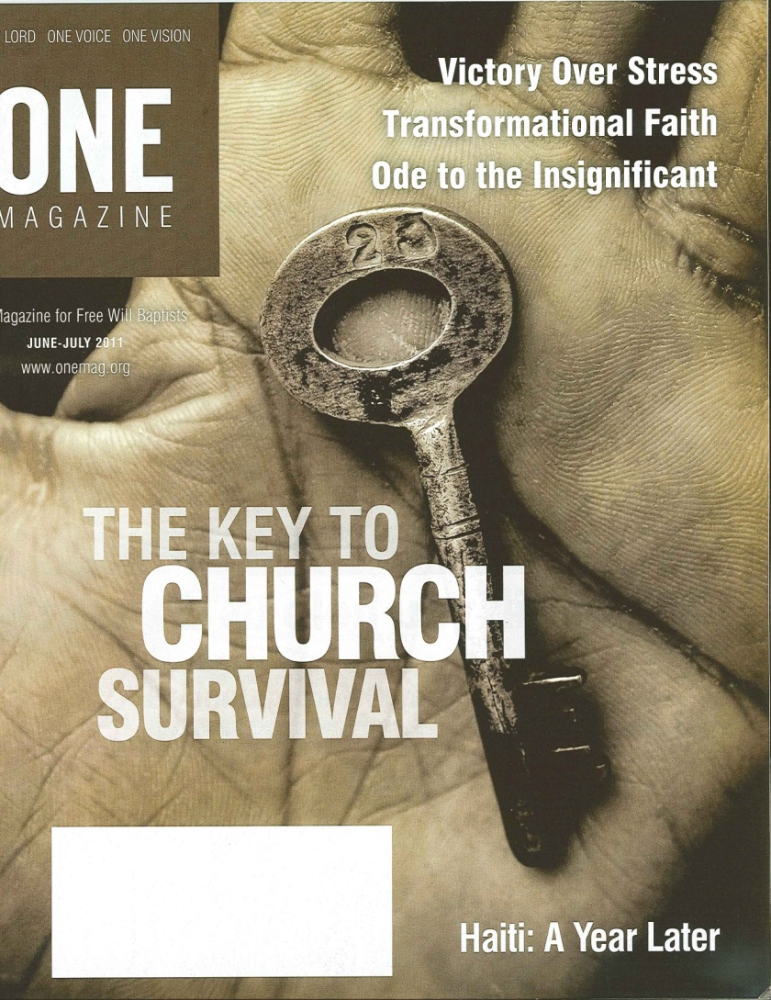 LORD ONE VOICE ONE VISION
ONE
MAGAZINE
Magazine for Free Will Baptists
JUNE-JULY 2011
www.onemag.org
Victory Over Stress
Transformational Faith
Ode to the Insignificant
THE KEY TO
CHURCH
SURVIVAL
Haiti: A Year Later